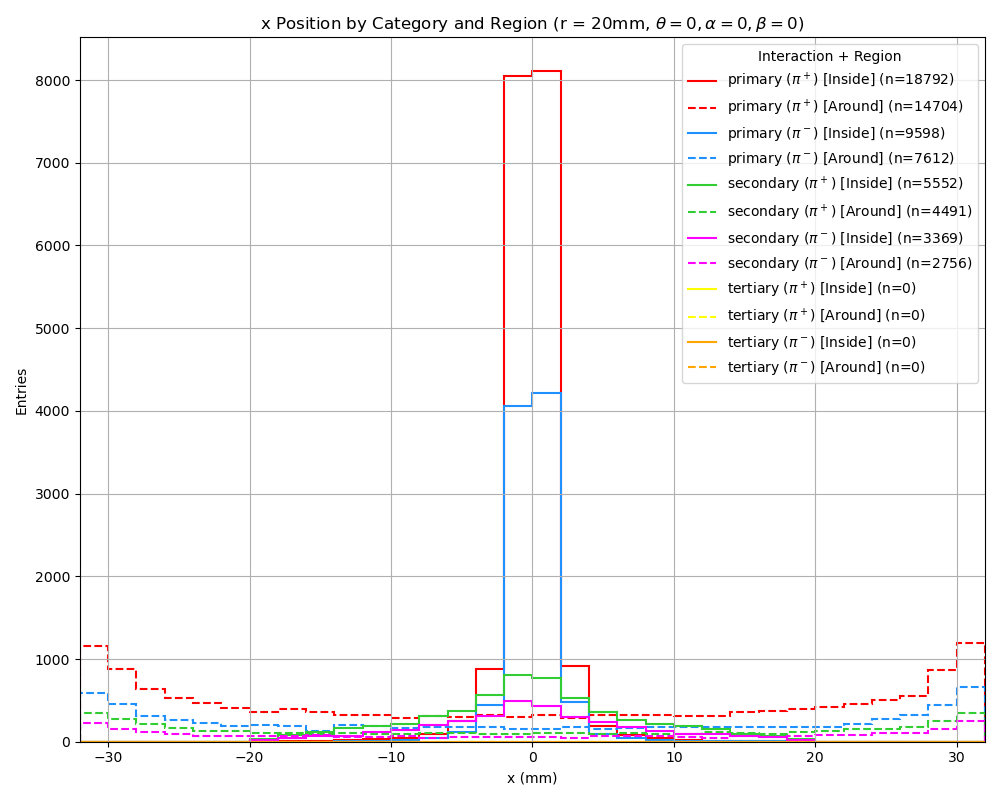 x Position by Category and Region (r = 20mm, θ = 0, α = 0, β = 0)
Interaction + Region
primary (π⁺) [Inside] (n=18792)
primary (π⁺) [Around] (n=14704)
primary (π⁻) [Inside] (n=9598)
primary (π⁻) [Around] (n=7612)
secondary (π⁺) [Inside] (n=5552)
secondary (π⁺) [Around] (n=4491)
secondary (π⁻) [Inside] (n=3369)
secondary (π⁻) [Around] (n=2756)
tertiary (π⁺) [Inside] (n=0)
tertiary (π⁺) [Around] (n=0)
tertiary (π⁻) [Inside] (n=0)
tertiary (π⁻) [Around] (n=0)
Entries
8000
7000
6000
5000
4000
3000
2000
1000
0
−30 −20 −10 0 10 20 30
x (mm)